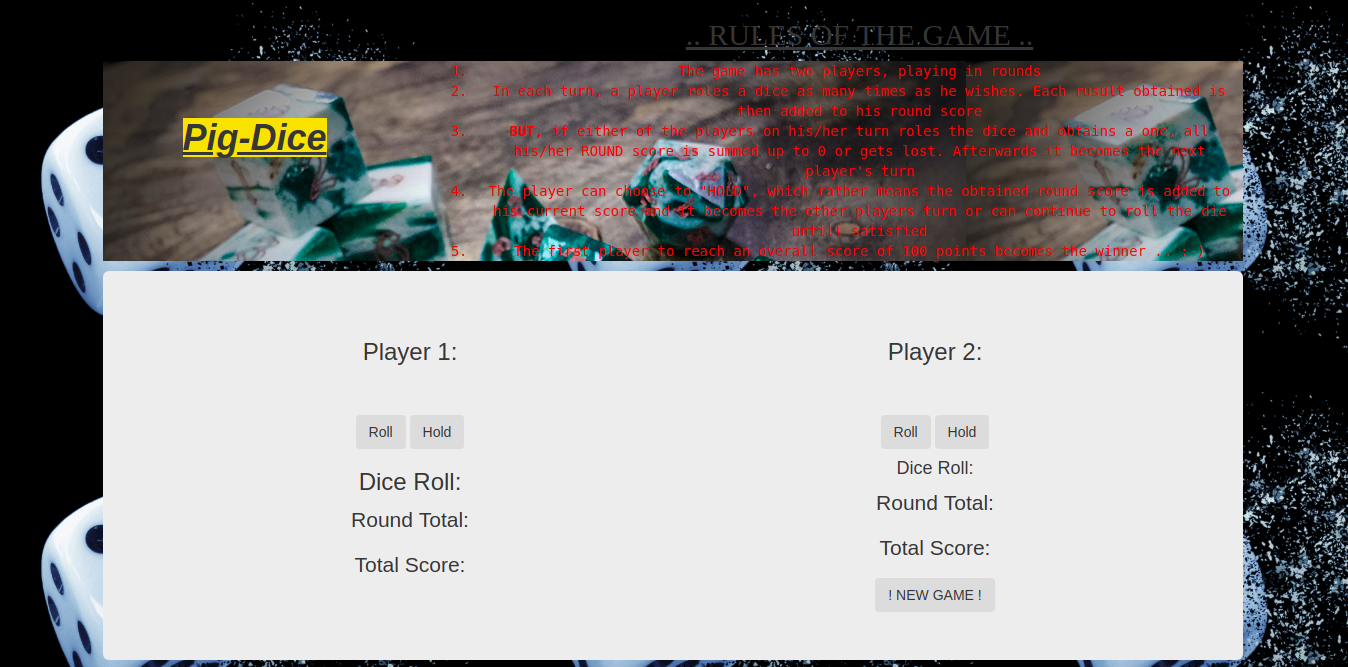 .. RULES OF THE GAME ..
Pig-Dice
1. The game has two players, playing in rounds
2. In each turn, a player roles a dice as many times as he wishes. Each rusult obtained is
then added to his round score
3. BUT, if either of the players on his/her turn roles the dice and obtains a one, all
his/her ROUND score is summed up to 0 or gets lost. Afterwards it becomes the next
player's turn
4. The player can choose to "HOLD", which rather means the obtained round score is added to
his current score and it becomes the other players turn or can continue to roll the die
untill satisfied
5. The first player to reach an overall score of 100 points becomes the winner ... : )
Player 1:
Roll Hold
Dice Roll:
Round Total:
Total Score:
Player 2:
Roll Hold
Dice Roll:
Round Total:
Total Score:
! NEW GAME !